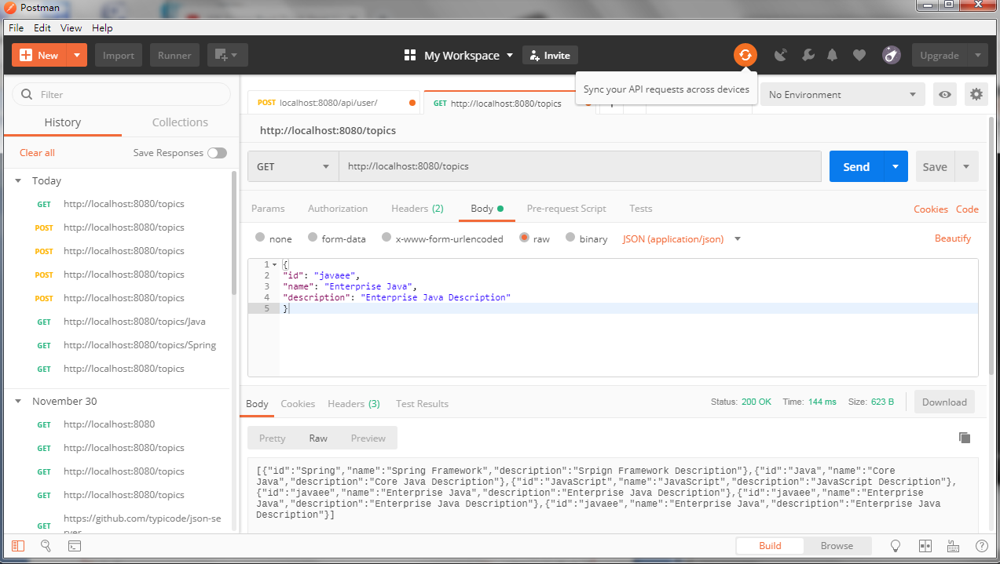 Postman
File Edit View Help
New Import Runner My Workspace Invite Upgrade
Sync your API requests across devices
Filter
History Collections
Clear all Save Responses
Today
GET http://localhost:8080/topics
POST http://localhost:8080/topics
POST http://localhost:8080/topics
POST http://localhost:8080/topics
POST http://localhost:8080/topics
GET http://localhost:8080/topics/Java
GET http://localhost:8080/topics/Spring
GET http://localhost:8080/topics
November 30
GET http://localhost:8080
GET http://localhost:8080/topics
GET http://localhost:8080/topics
GET http://localhost:8080/topics
GET https://github.com/typicode/json-se
rver
POST localhost:8080/api/user/ GET http://localhost:8080/topics No Environment
http://localhost:8080/topics
GET http://localhost:8080/topics Send Save
Params Authorization Headers (2) Body Pre-request Script Tests Cookies Code
none form-data x-www-form-urlencoded raw binary JSON (application/json) Beautify
1 {
2 "id": "javaee",
3 "name": "Enterprise Java",
4 "description": "Enterprise Java Description"
5 }
Body Cookies Headers (3) Test Results Status: 200 OK Time: 144 ms Size: 623 B Download
Pretty Raw Preview
[{"id":"Spring","name":"Spring Framework","description":"Srpign Framework Description"},{"id":"Java","name":"Core
Java","description":"Core Java Description"},{"id":"JavaScript","name":"JavaScript","description":"JavaScript Description"},
{"id":"javaee","name":"Enterprise Java","description":"Enterprise Java Description"},{"id":"javaee","name":"Enterprise
Java","description":"Enterprise Java Description"},{"id":"javaee","name":"Enterprise Java","description":"Enterprise Java
Description"}]
Build Browse